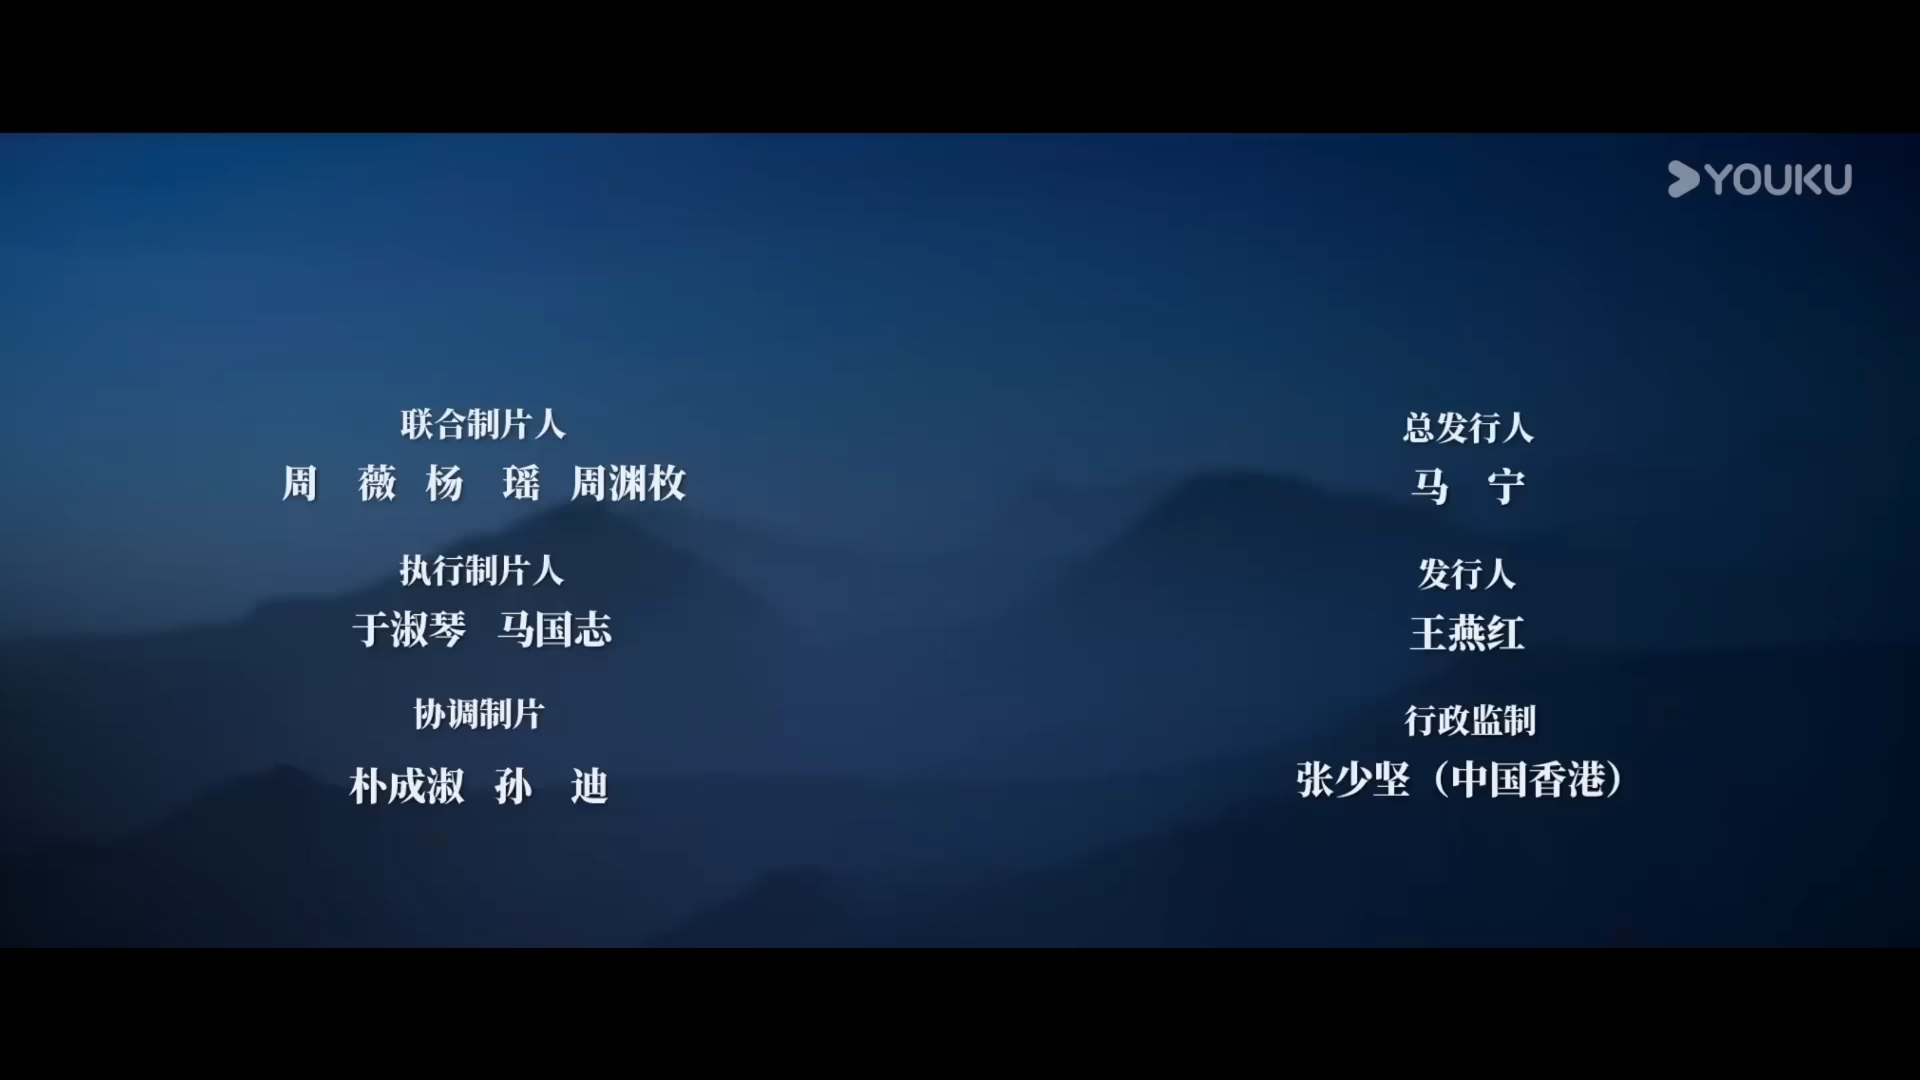 YOUKU
联合制片人
周　薇 杨　瑶 周渊枚
执行制片人
于淑琴 马国志
协调制片
朴成淑 孙　迪
总发行人
马　宁
发行人
王燕红
行政监制
张少坚（中国香港）